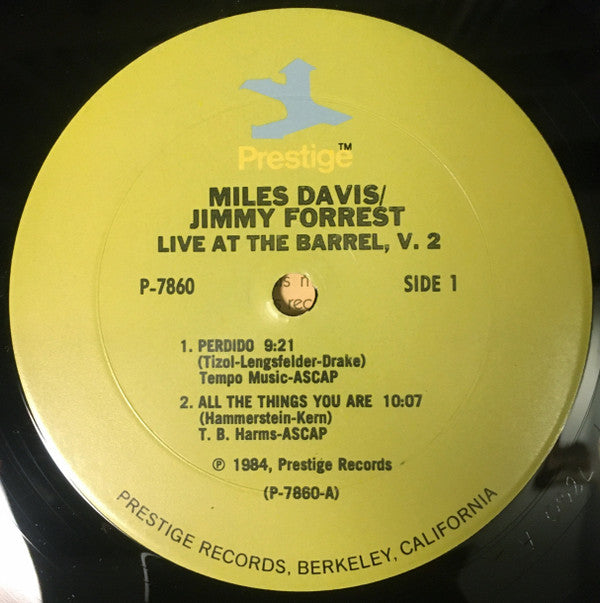 Prestige™
MILES DAVIS/
JIMMY FORREST
LIVE AT THE BARREL, V. 2
P-7860
SIDE 1
1. PERDIDO 9:21
(Tizol-Lengsfelder-Drake)
Tempo Music-ASCAP
2. ALL THE THINGS YOU ARE 10:07
(Hammerstein-Kern)
T. B. Harms-ASCAP
℗ 1984, Prestige Records
(P-7860-A)
PRESTIGE RECORDS, BERKELEY, CALIFORNIA